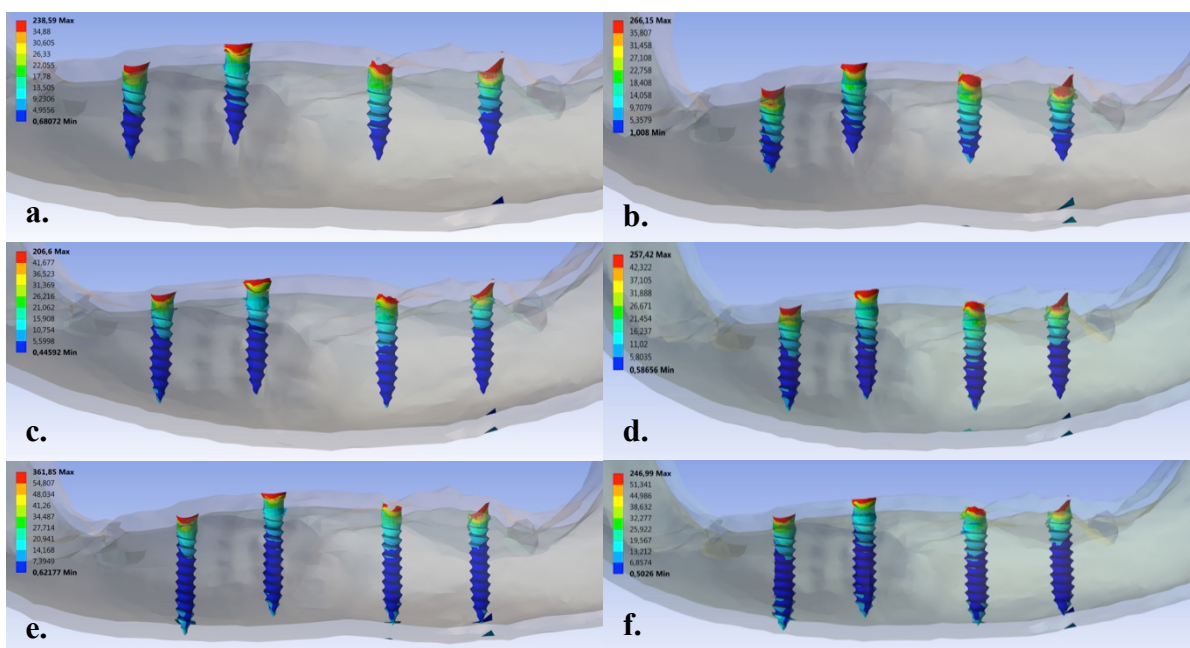 238,59 Max
34,88
30,605
26,33
22,055
17,78
13,505
9,2306
4,9556
0,68072 Min
a.
266,15 Max
35,807
31,458
27,108
22,758
18,408
14,058
9,7079
5,3579
1,008 Min
b.
206,6 Max
41,677
36,523
31,369
26,216
21,062
15,908
10,754
5,5998
0,44592 Min
c.
257,42 Max
42,322
37,105
31,888
26,671
21,454
16,237
11,02
5,8035
0,58656 Min
d.
361,85 Max
54,807
48,034
41,26
34,487
27,714
20,941
14,168
7,3949
0,62177 Min
e.
246,99 Max
51,341
44,986
38,632
32,277
25,922
19,567
13,212
6,8574
0,5026 Min
f.